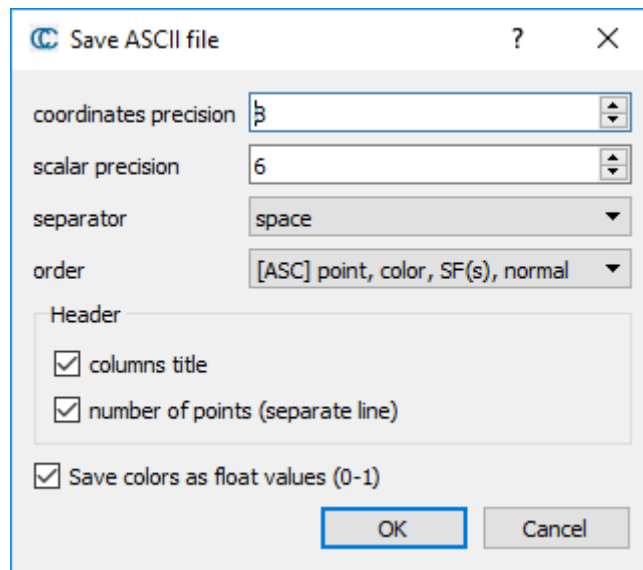 Save ASCII file ?
coordinates precision 3
scalar precision 6
separator space
order [ASC] point, color, SF(s), normal
Header
columns title
number of points (separate line)
Save colors as float values (0-1)
OK Cancel